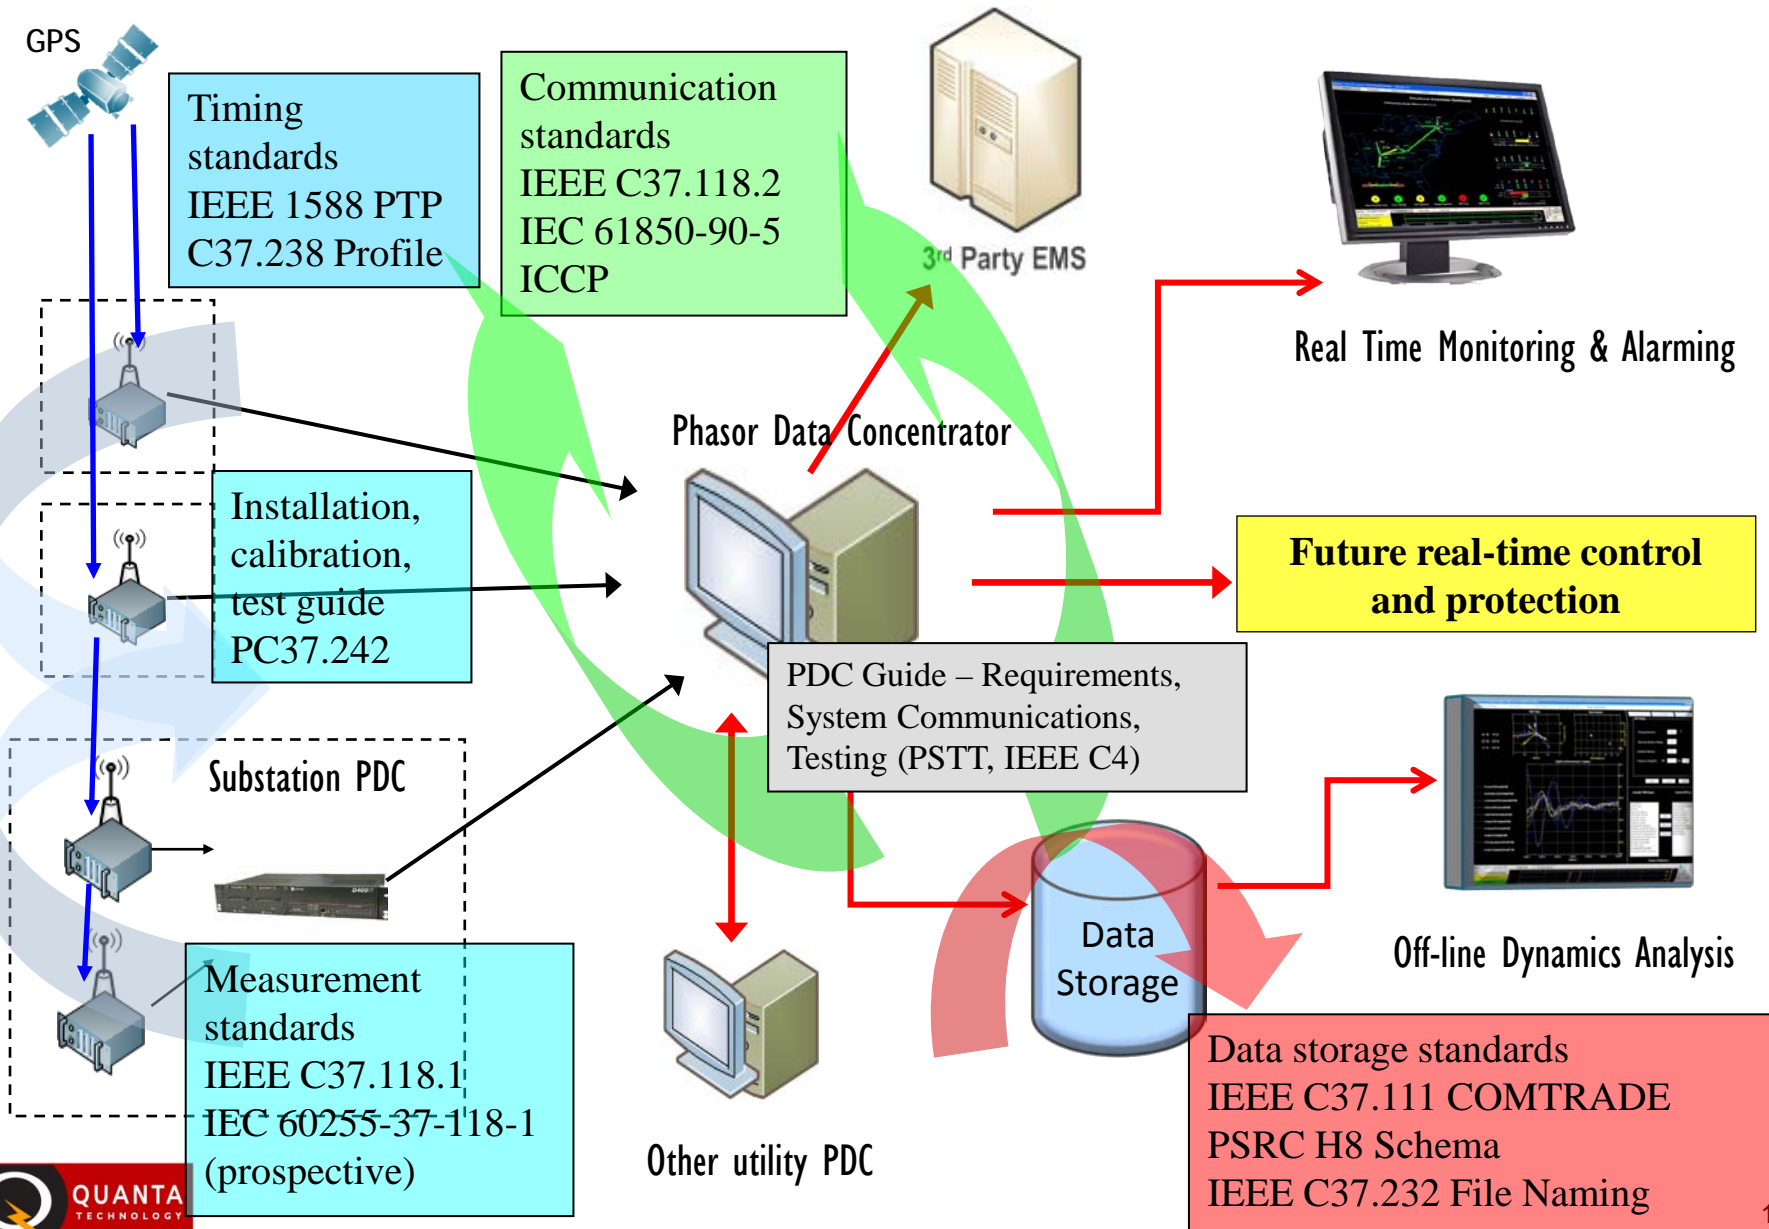 GPS
Timing
standards
IEEE 1588 PTP
C37.238 Profile
Communication
standards
IEEE C37.118.2
IEC 61850-90-5
ICCP
3rd Party EMS
Real Time Monitoring & Alarming
Phasor Data Concentrator
Installation,
calibration,
test guide
PC37.242
Future real-time control
and protection
PDC Guide – Requirements,
System Communications,
Testing (PSTT, IEEE C4)
Substation PDC
Data
Storage
Off-line Dynamics Analysis
Measurement
standards
IEEE C37.118.1
IEC 60255-37-118-1
(prospective)
Other utility PDC
Data storage standards
IEEE C37.111 COMTRADE
PSRC H8 Schema
IEEE C37.232 File Naming
QUANTA
TECHNOLOGY